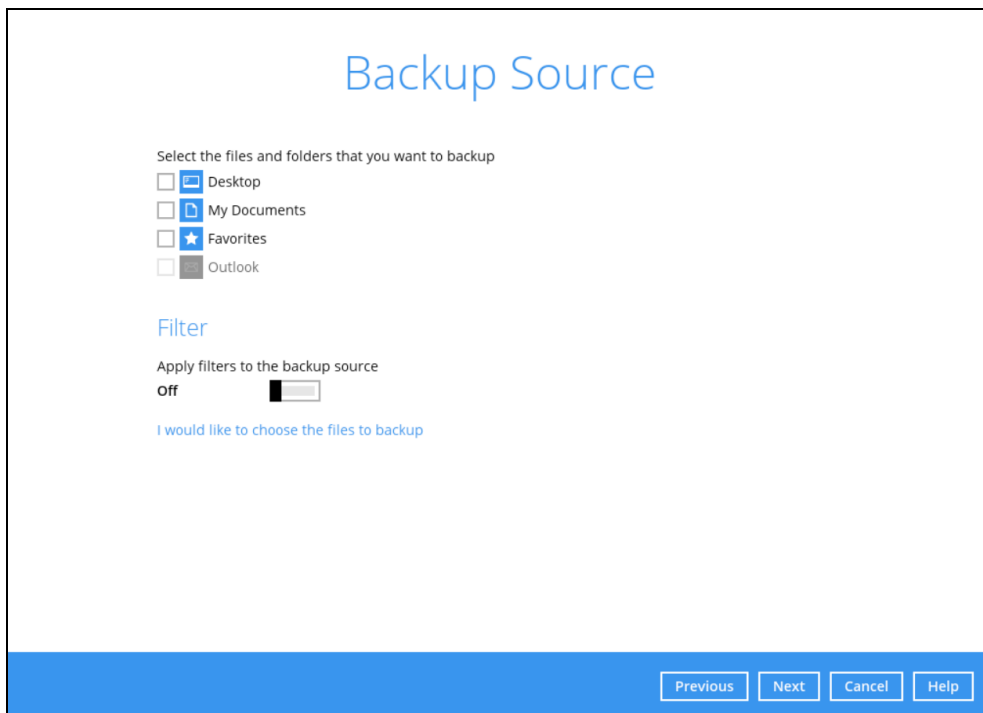 Backup Source
Select the files and folders that you want to backup
Desktop
My Documents
Favorites
Outlook
Filter
Apply filters to the backup source
Off
I would like to choose the files to backup
Previous Next Cancel Help